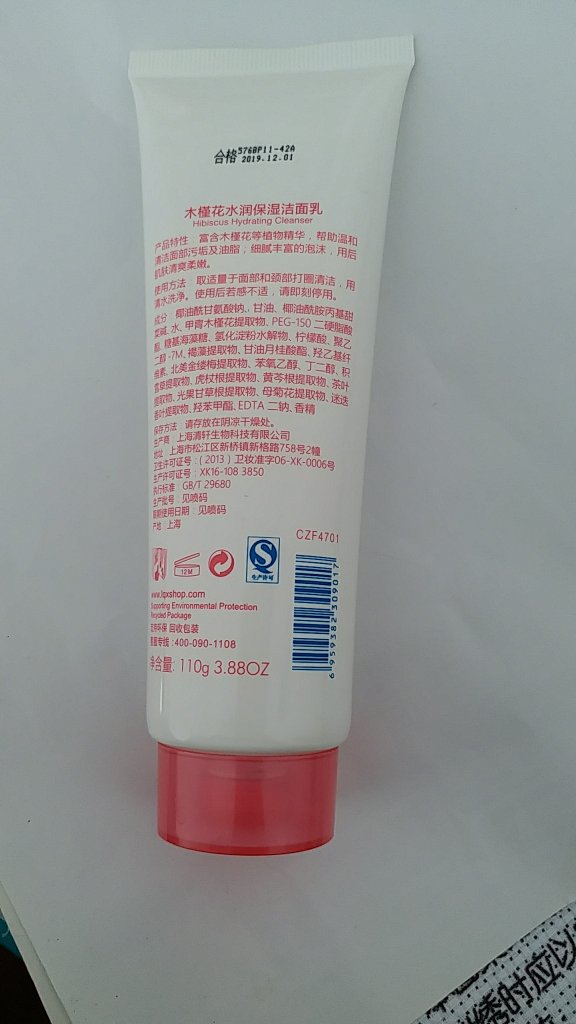 合格 576BP11-42A
2019.12.01
木槿花水润保湿洁面乳
Hibiscus Hydrating Cleanser
产品特性：富含木槿花等植物精华，帮助温和
清洁面部污垢及油脂，细腻丰富的泡沫，用后
肌肤清爽柔嫩。
使用方法：取适量于面部和颈部打圈清洁，用
清水洗净。使用后若感不适，请即刻停用。
成分：椰油酰甘氨酸钠、甘油、椰油酰胺丙基甜
菜碱、水、甲膏木槿花提取物、PEG-150 二硬脂酸
酯、糖基海藻糖、氢化淀粉水解物、柠檬酸、聚乙
二醇 -7M、褐藻提取物、甘油月桂酸酯、羟乙基纤
维素、北美金缕梅提取物、苯氧乙醇、丁二醇、积
雪草提取物、虎杖根提取物、黄芩根提取物、茶叶
提取物、光果甘草根提取物、母菊花提取物、迷迭
香叶提取物、羟苯甲酯、EDTA 二钠、香精
保存方法：请存放在阴凉干燥处。
生产商：上海清轩生物科技有限公司
地址：上海市松江区新桥镇新格路758号2幢
卫生许可证号：(2013）卫妆准字06-XK-0006号
生产许可证号：XK16-108 3850
执行标准：GB/T 29680
生产批号：见喷码
限期使用日期：见喷码
产地：上海
CZF4701
12M
生产许可
www.lqxshop.com
Supporting Environmental Protection
Recycled Package
支持环保 回收包装
客服专线：400-090-1108
净含量: 110g 3.88OZ
6 959382 309017
时应以